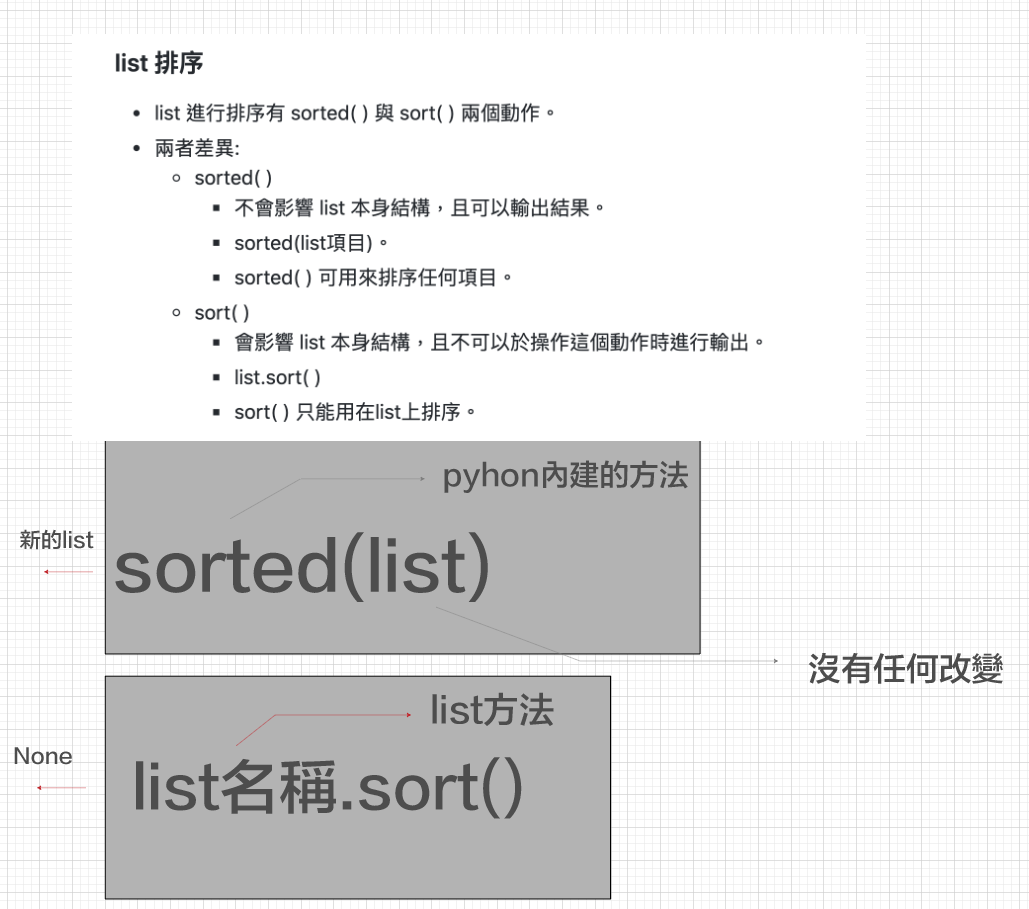 list 排序
list 進行排序有 sorted( ) 與 sort( ) 兩個動作。
兩者差異:
sorted( )
不會影響 list 本身結構，且可以輸出結果。
sorted(list項目)。
sorted( ) 可用來排序任何項目。
sort( )
會影響 list 本身結構，且不可以於操作這個動作時進行輸出。
list.sort( )
sort( ) 只能用在list上排序。
pyhon內建的方法
新的list
sorted(list)
沒有任何改變
list方法
None
list名稱.sort()